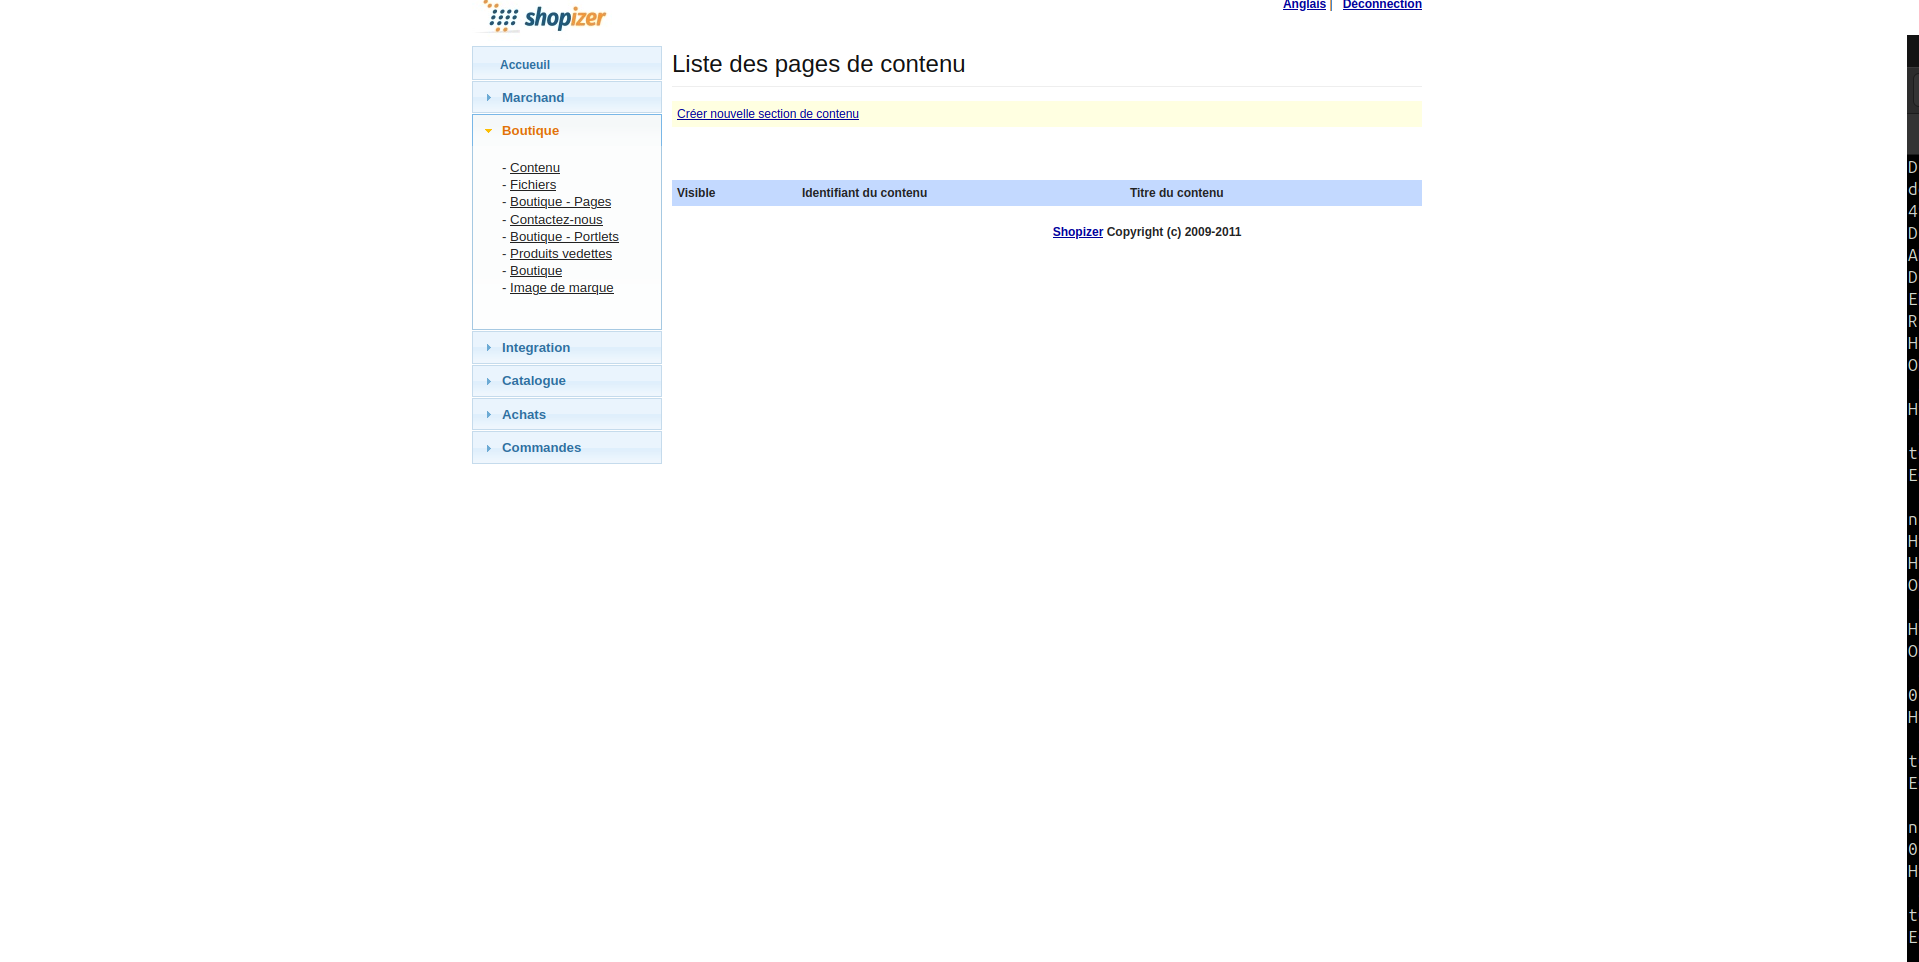 shopizer
Anglais | Déconnection
Accueuil
Marchand
Boutique
- Contenu
- Fichiers
- Boutique - Pages
- Contactez-nous
- Boutique - Portlets
- Produits vedettes
- Boutique
- Image de marque
Integration
Catalogue
Achats
Commandes
Liste des pages de contenu
Créer nouvelle section de contenu
Visible Identifiant du contenu Titre du contenu
Shopizer Copyright (c) 2009-2011
D
d
4
D
A
D
E
R
H
O
H
t
E
n
H
H
O
H
O
0
H
t
E
n
0
H
t
E